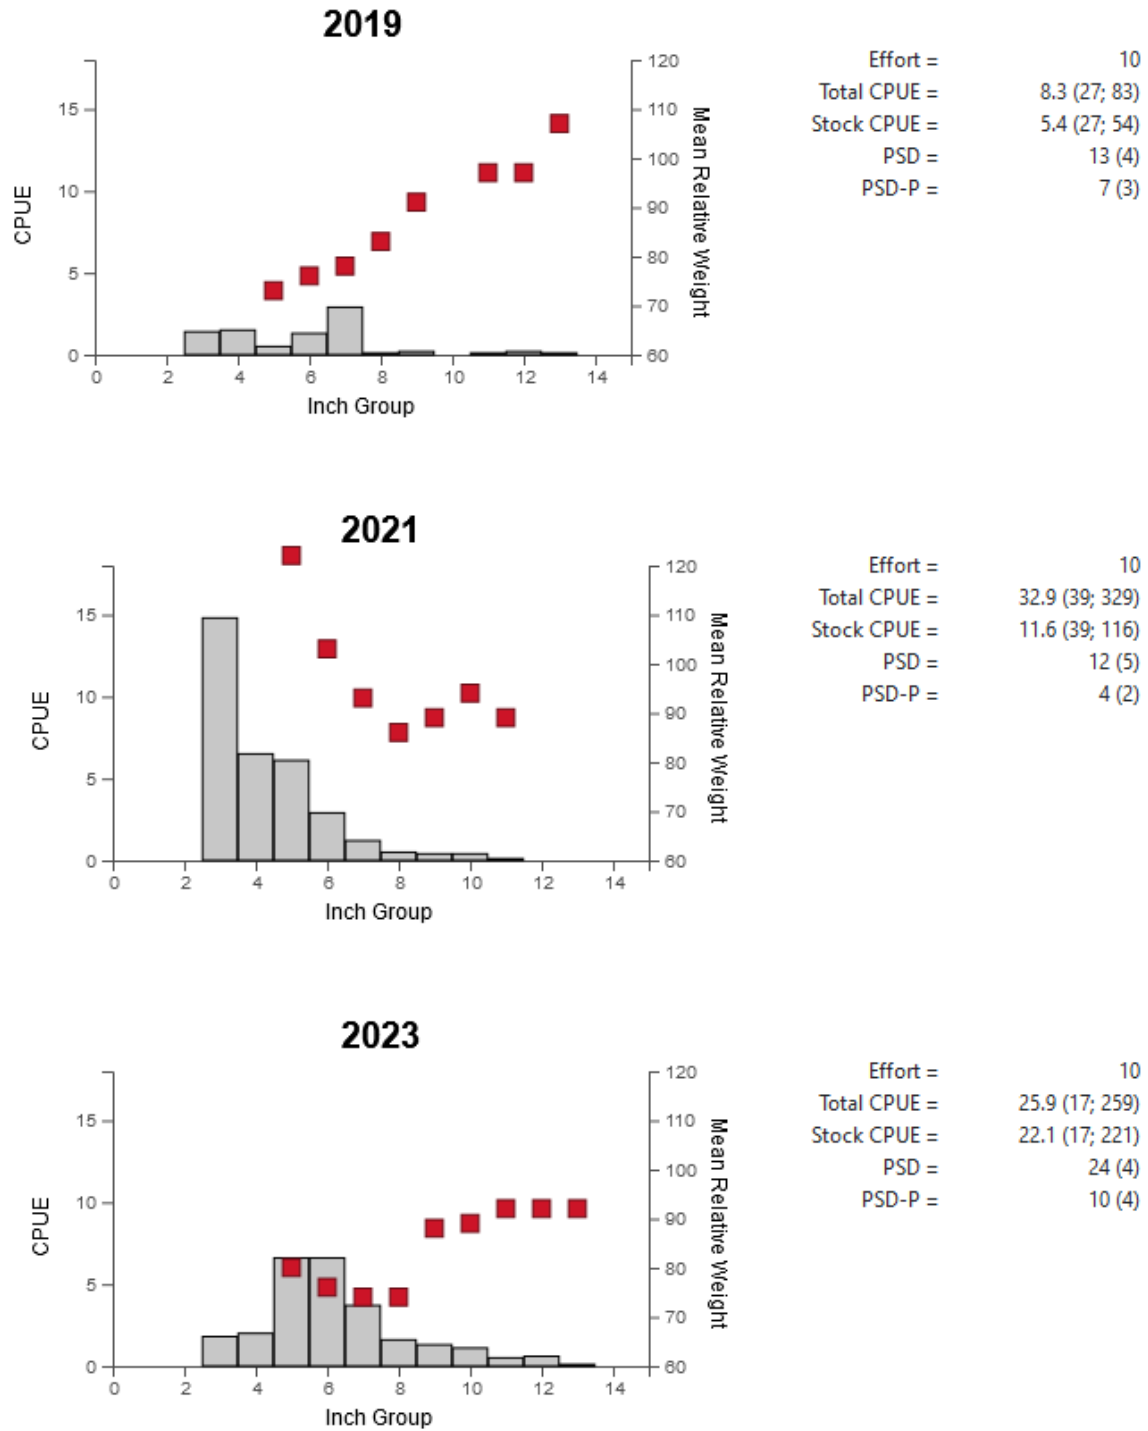 2019
Effort = 10
Total CPUE = 8.3 (27; 83)
Stock CPUE = 5.4 (27; 54)
PSD = 13 (4)
PSD-P = 7 (3)
CPUE
15
10
5
0
0 2 4 6 8 10 12 14
Inch Group
120
110
100
90
80
70
60
Mean Relative Weight
2021
Effort = 10
Total CPUE = 32.9 (39; 329)
Stock CPUE = 11.6 (39; 116)
PSD = 12 (5)
PSD-P = 4 (2)
CPUE
15
10
5
0
0 2 4 6 8 10 12 14
Inch Group
120
110
100
90
80
70
60
Mean Relative Weight
2023
Effort = 10
Total CPUE = 25.9 (17; 259)
Stock CPUE = 22.1 (17; 221)
PSD = 24 (4)
PSD-P = 10 (4)
CPUE
15
10
5
0
0 2 4 6 8 10 12 14
Inch Group
120
110
100
90
80
70
60
Mean Relative Weight